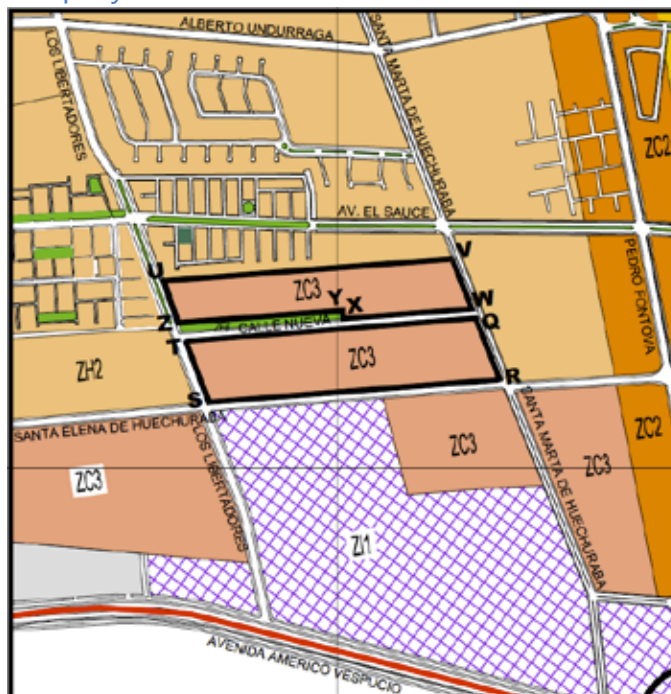 ALBERTO UNDURRAGA
SANTA MARTA DE HUECHURABA
LOS LIBERTADORES
ZC2
AV. EL SAUCE
PEDRO FONTOVA
U
V
ZC3
Y
X
W
Z
CALLE NUEVA
Q
T
ZC3
ZH2
S
R
SANTA ELENA DE HUECHURABA
LOS LIBERTADORES
SANTA MARTA DE HUECHURABA
ZC3
ZC3
ZC2
ZC3
ZI1
AVENIDA AMERICO VESPUCIO